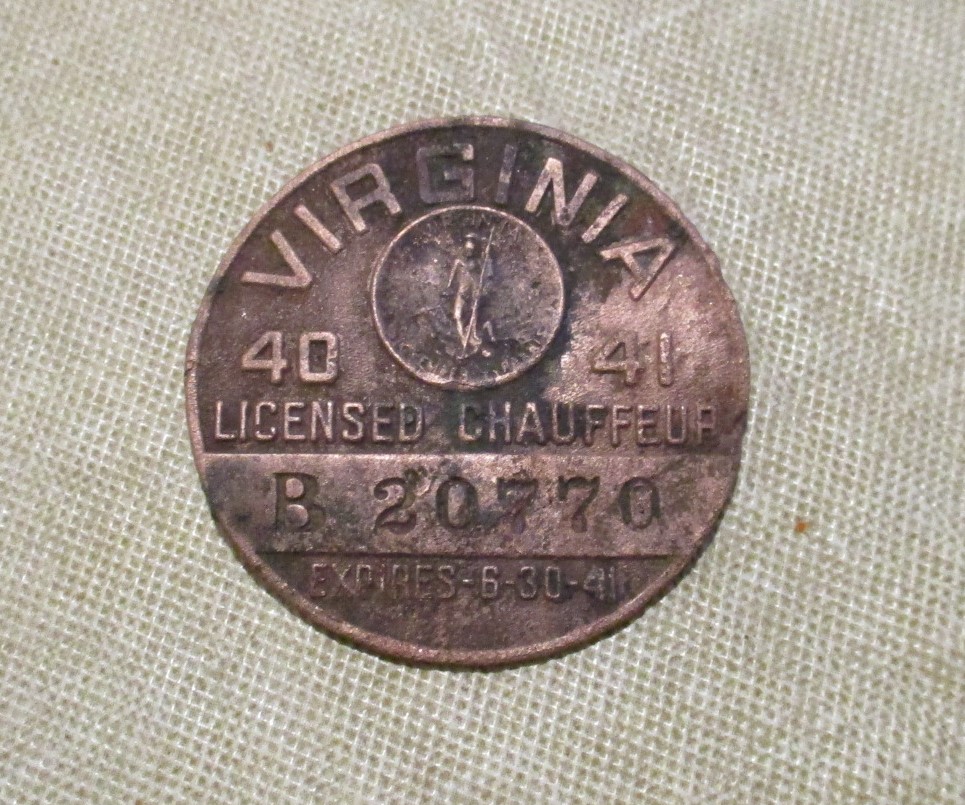 VIRGINIA
40 41
LICENSED CHAUFFEUR
B 20770
EXPIRES-6-30-41